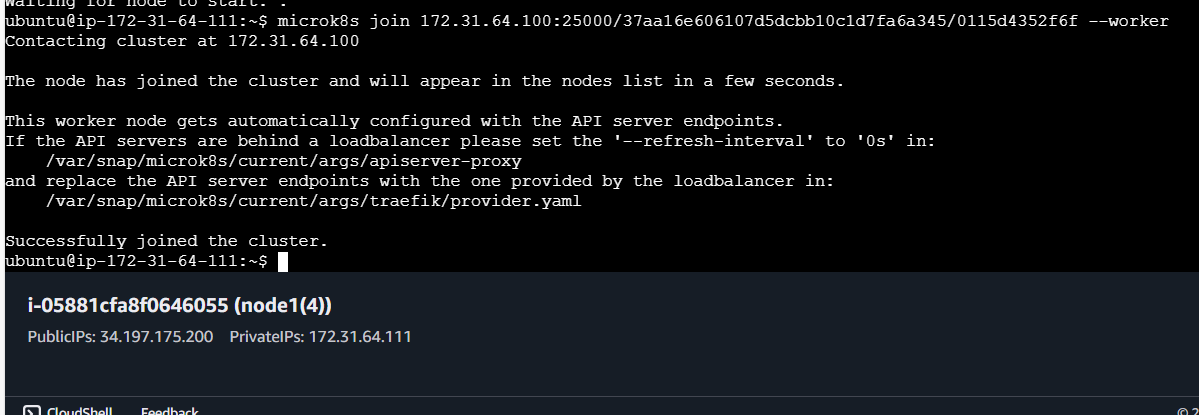 waiting for node to start. .
ubuntu@ip-172-31-64-111:~$ microk8s join 172.31.64.100:25000/37aa16e606107d5dcbb10c1d7fa6a345/0115d4352f6f --worker
Contacting cluster at 172.31.64.100
The node has joined the cluster and will appear in the nodes list in a few seconds.
This worker node gets automatically configured with the API server endpoints.
If the API servers are behind a loadbalancer please set the '--refresh-interval' to '0s' in:
/var/snap/microk8s/current/args/apiserver-proxy
and replace the API server endpoints with the one provided by the loadbalancer in:
/var/snap/microk8s/current/args/traefik/provider.yaml
Successfully joined the cluster.
ubuntu@ip-172-31-64-111:~$
i-05881cfa8f0646055 (node1(4))
PublicIPs: 34.197.175.200 PrivateIPs: 172.31.64.111
CloudShell Feedback